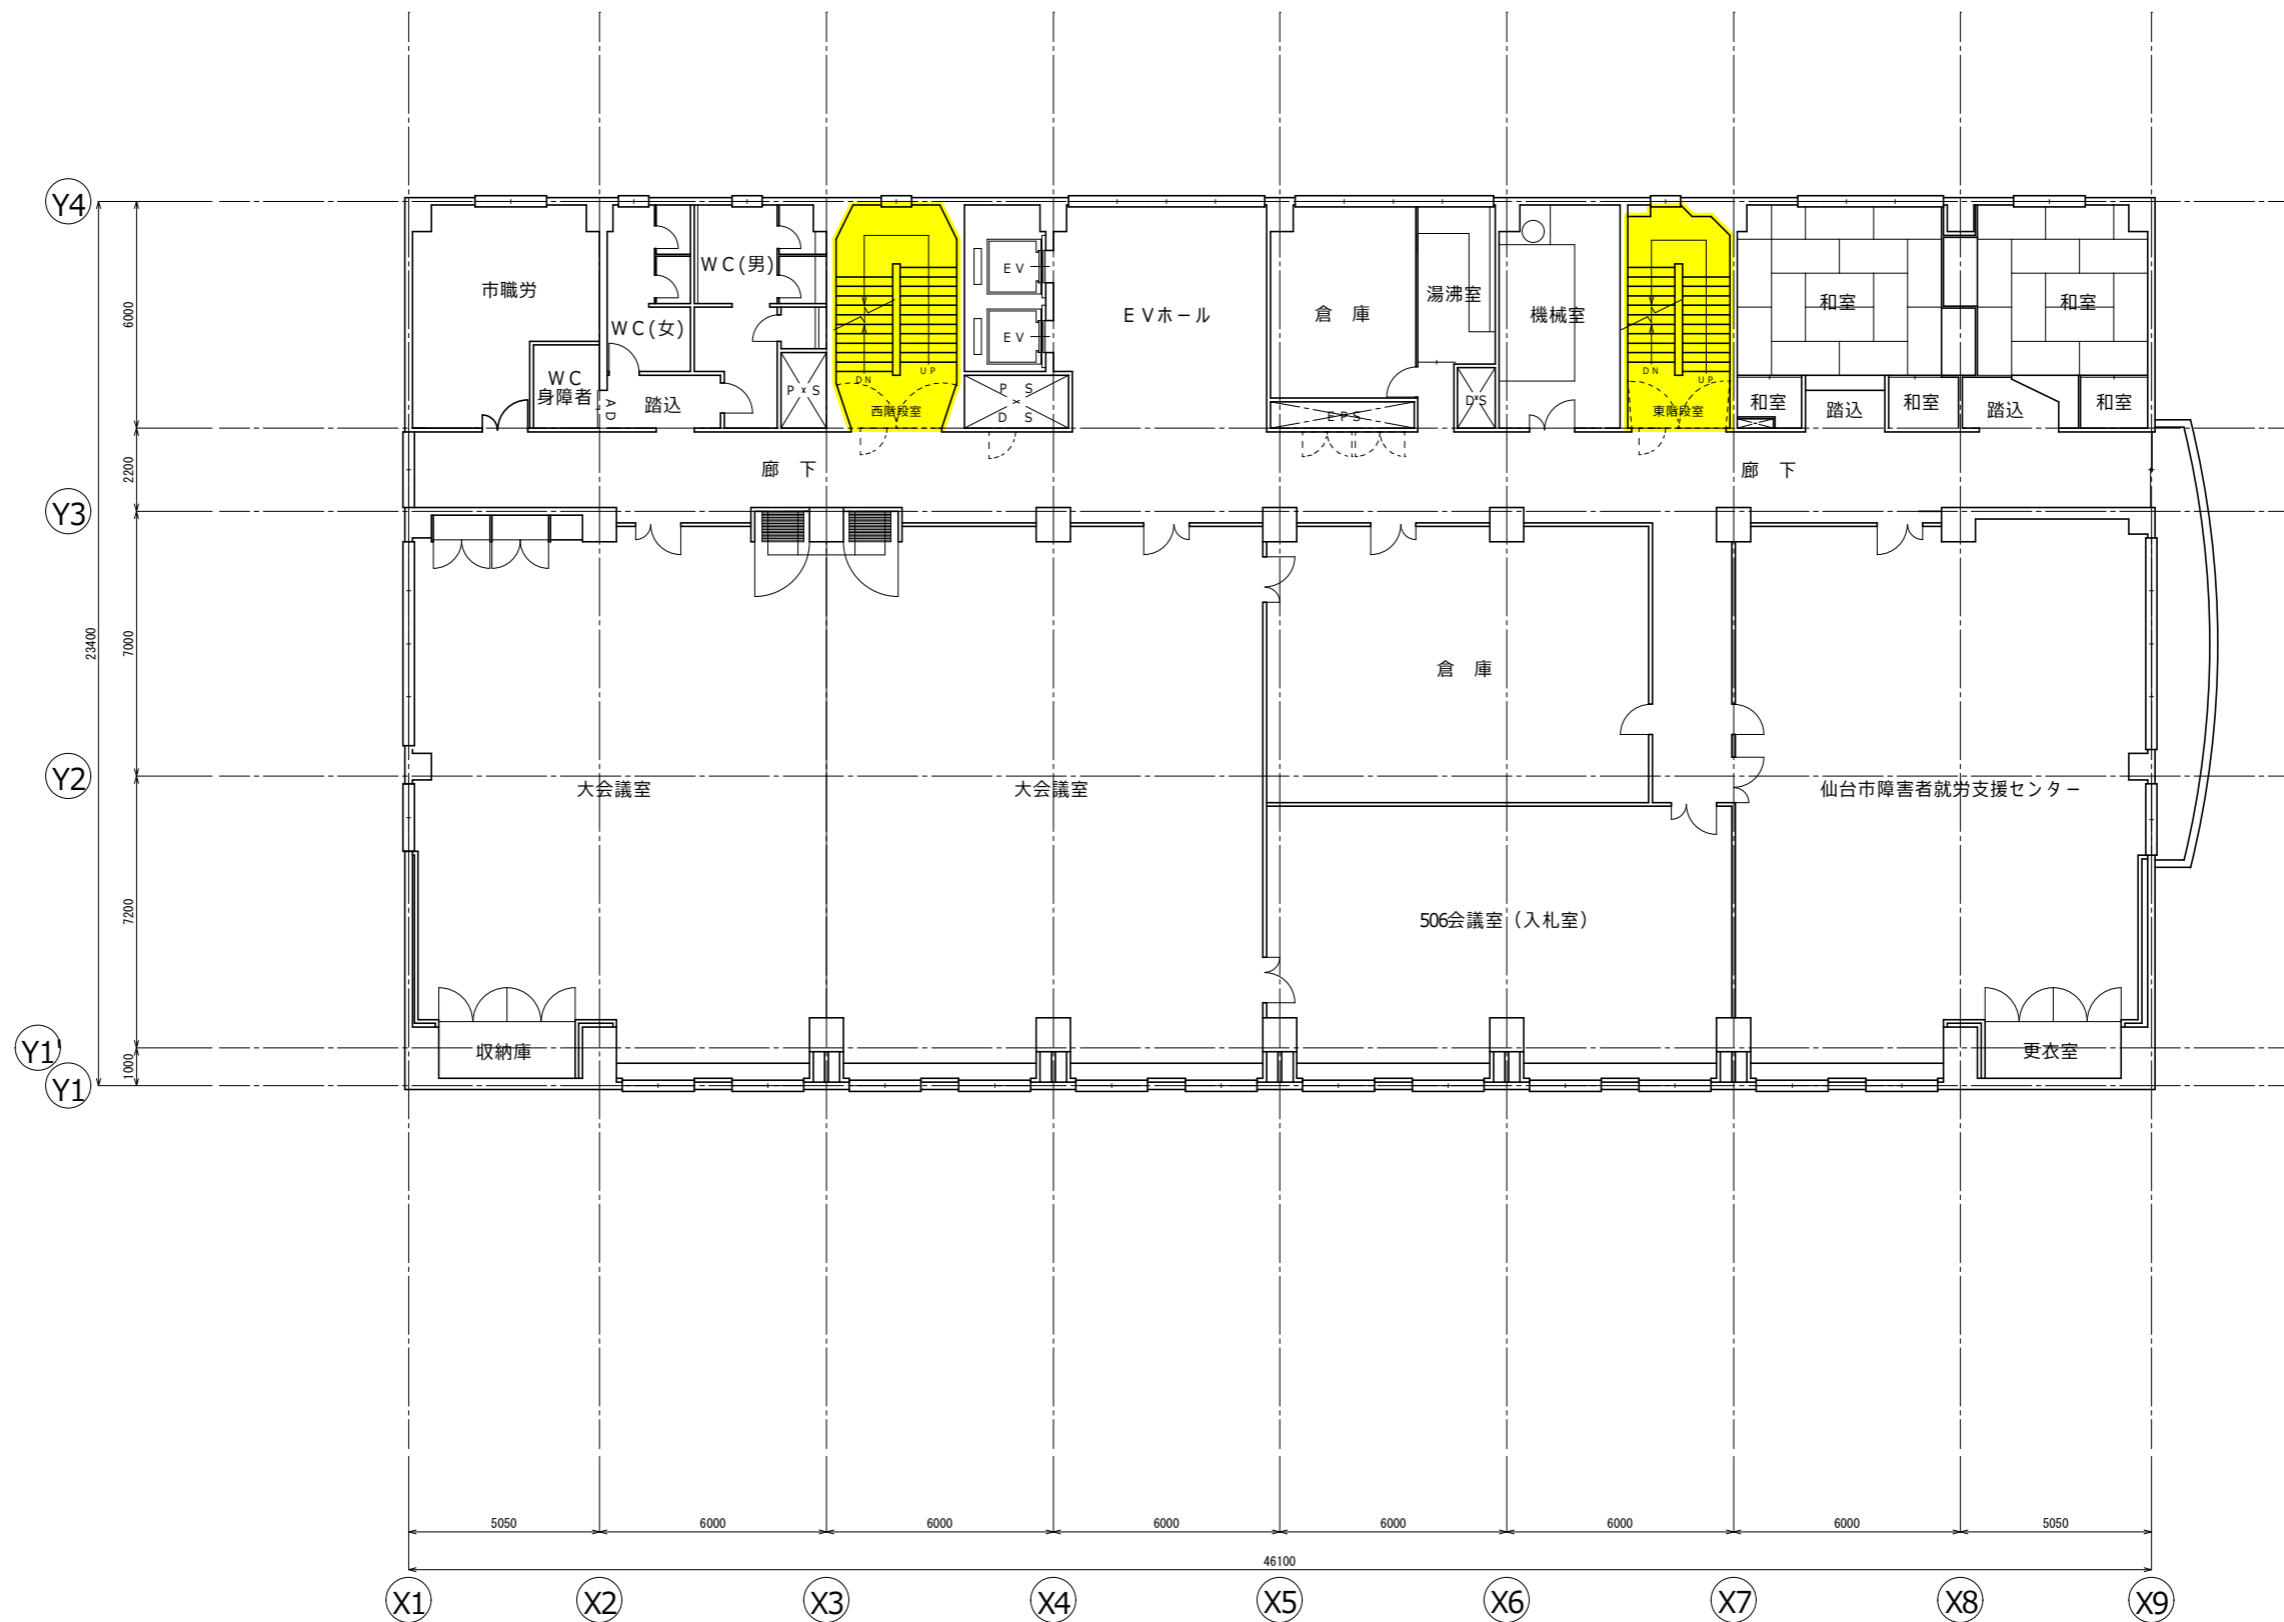 Y4
Y3
Y2
Y1'
Y1
6000
2200
7000
7200
1000
23400
市職労
WC
身障者
WC(女)
WC(男)
AD
踏込
P S
DN
UP
西階段室
EV
EV
P S
D S
EVホール
倉 庫
湯沸室
EPS
DS
機械室
DN
UP
東階段室
和室
和室
和室
踏込
和室
踏込
和室
廊 下
廊 下
大会議室
大会議室
倉 庫
仙台市障害者就労支援センター
506会議室（入札室）
収納庫
更衣室
5050
6000
6000
6000
6000
6000
6000
5050
46100
X1
X2
X3
X4
X5
X6
X7
X8
X9